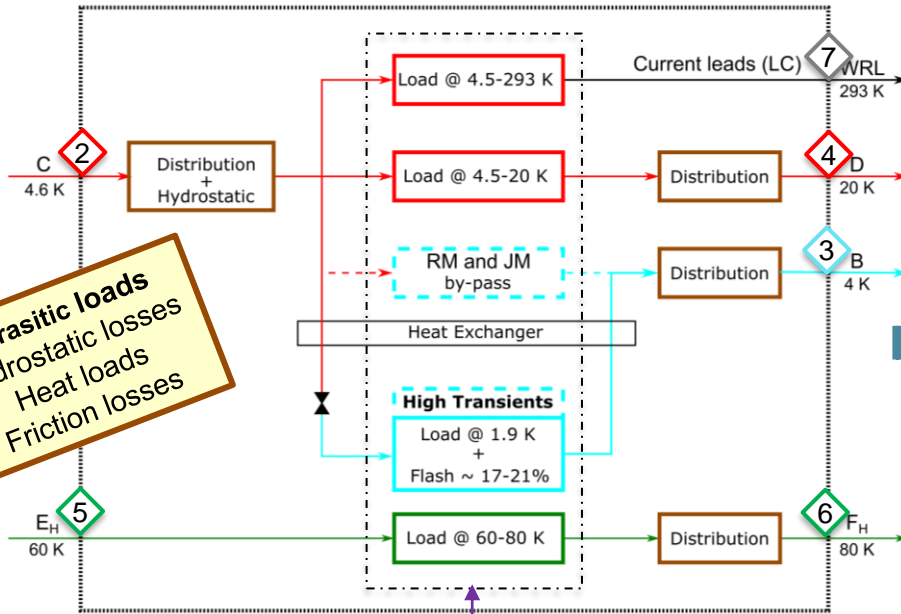 Current leads (LC)
7
WRL
293 K
Load @ 4.5-293 K
C
4.6 K
2
Distribution
+
Hydrostatic
Load @ 4.5-20 K
Distribution
4
D
20 K
RM and JM
by-pass
Distribution
3
B
4 K
Heat Exchanger
loads
losses
Heat loads
Friction losses
High Transients
Load @ 1.9 K
+
Flash ~ 17-21%
EH
60 K
5
Load @ 60-80 K
Distribution
6
FH
80 K